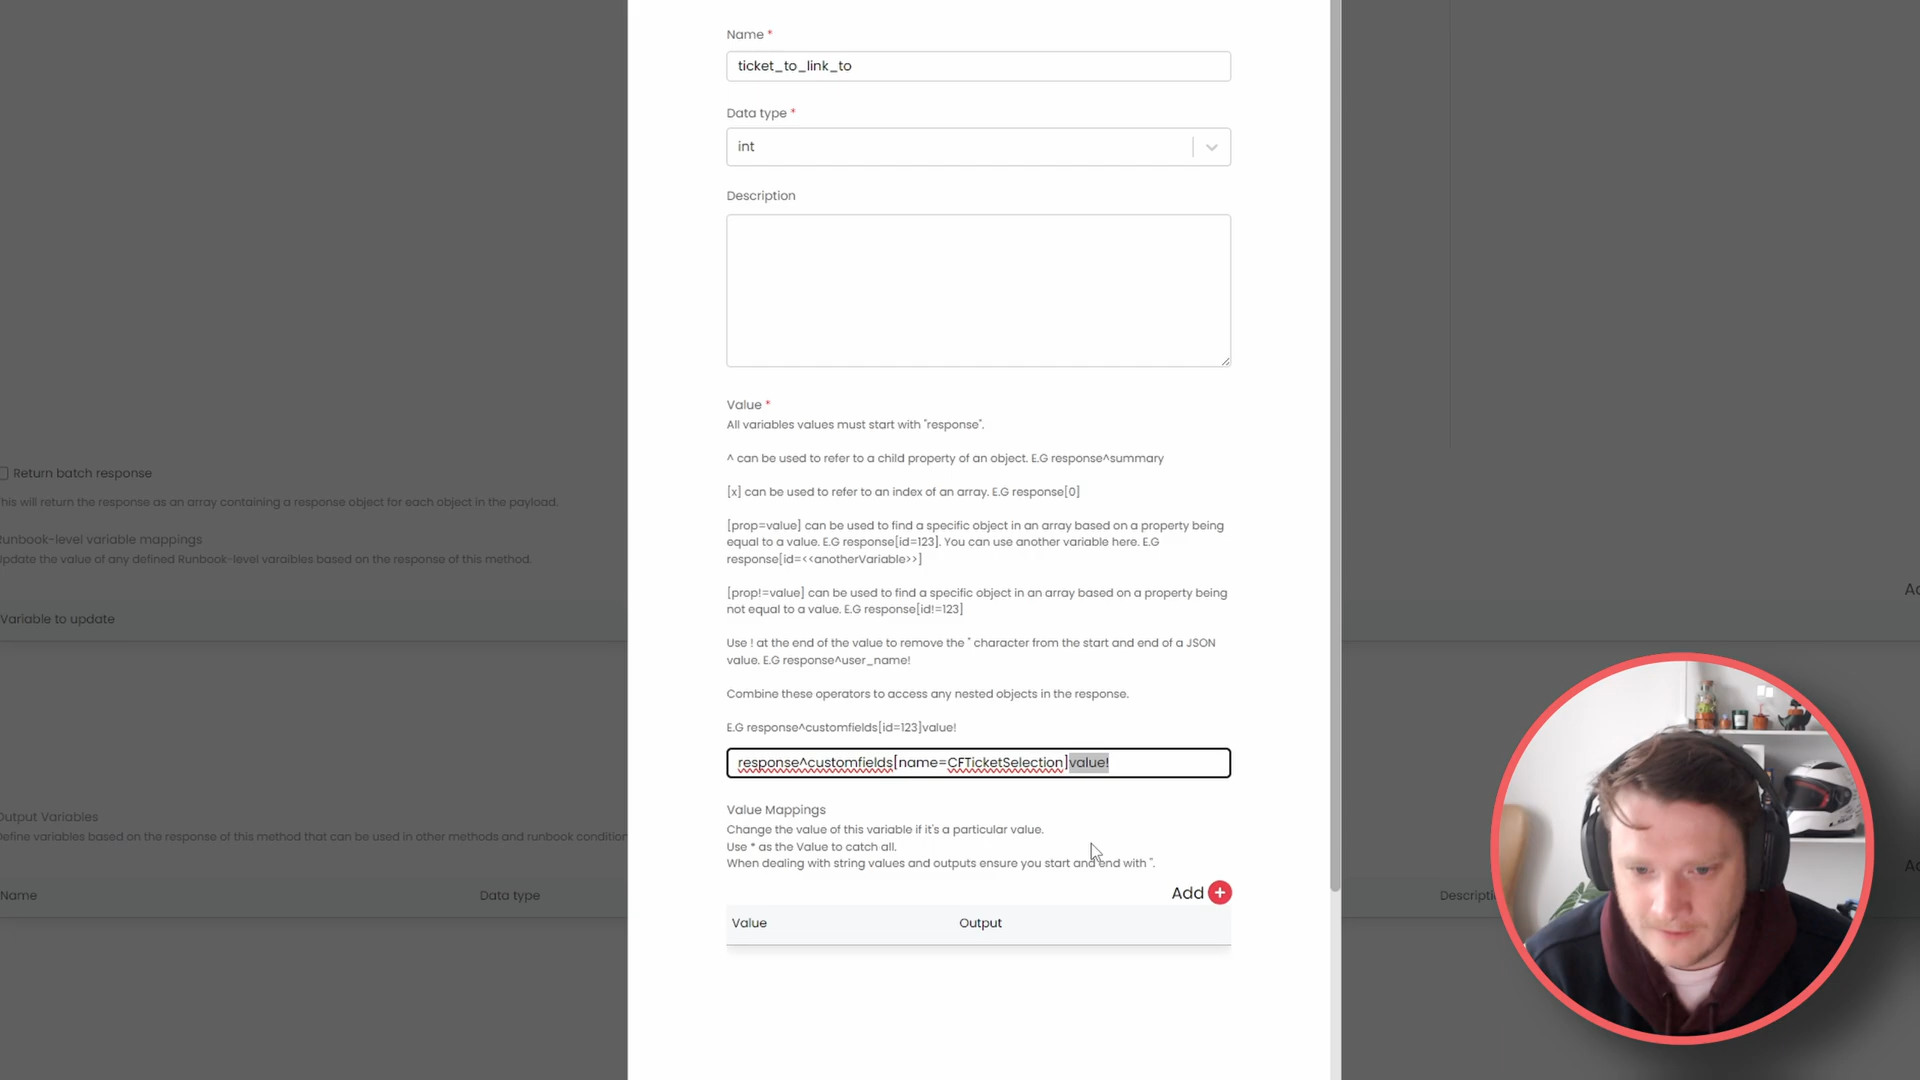 Name *
ticket_to_link_to
Data type *
int
Description
Value *
All variables values must start with "response".
^ can be used to refer to a child property of an object. E.G response^summary
[x] can be used to refer to an index of an array. E.G response[0]
[prop=value] can be used to find a specific object in an array based on a property being
equal to a value. E.G response[id=123]. You can use another variable here. E.G
response[id=<<anotherVariable>>]
[prop!=value] can be used to find a specific object in an array based on a property being
not equal to a value. E.G response[id!=123]
Use ! at the end of the value to remove the " character from the start and end of a JSON
value. E.G response^user_name!
Combine these operators to access any nested objects in the response.
E.G response^customfields[id=123]value!
response^customfields[name=CFTicketSelection]value!
Value Mappings
Change the value of this variable if it's a particular value.
Use * as the Value to catch all.
When dealing with string values and outputs ensure you start and end with ".
Add
Value Output
Return batch response
This will return the response as an array containing a response object for each object in the payload.
Runbook-level variable mappings
Update the value of any defined Runbook-level varaibles based on the response of this method.
Variable to update
Output Variables
Define variables based on the response of this method that can be used in other methods and runbook condition
Name Data type